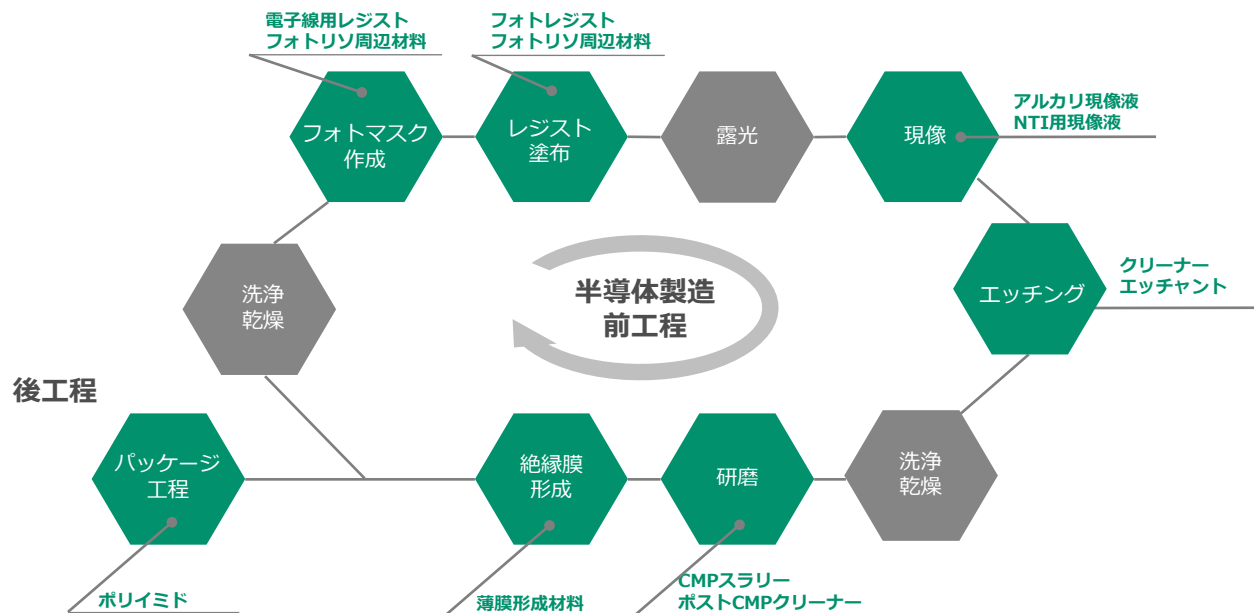 電子線用レジスト
フォトリソ周辺材料
フォトレジスト
フォトリソ周辺材料
フォトマスク
作成
レジスト
塗布
露光
現像
アルカリ現像液
NTI用現像液
洗浄
乾燥
半導体製造
前工程
エッチング
クリーナー
エッチャント
後工程
パッケージ
工程
絶縁膜
形成
研磨
洗浄
乾燥
ポリイミド
薄膜形成材料
CMPスラリー
ポストCMPクリーナー